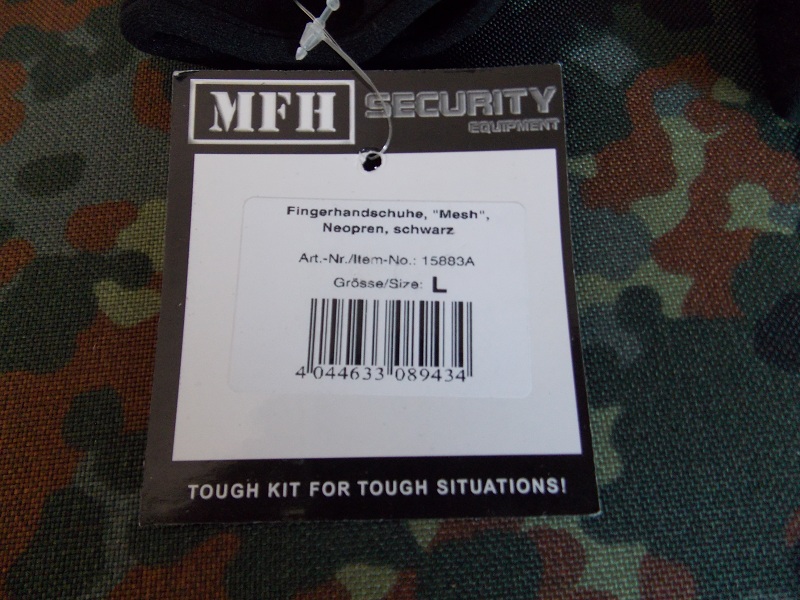 MFH SECURITY
EQUIPMENT
Fingerhandschuhe, "Mesh",
Neopren, schwarz
Art.-Nr./Item-No.: 15883A
Grösse/Size: L
4 044633 089434
TOUGH KIT FOR TOUGH SITUATIONS!